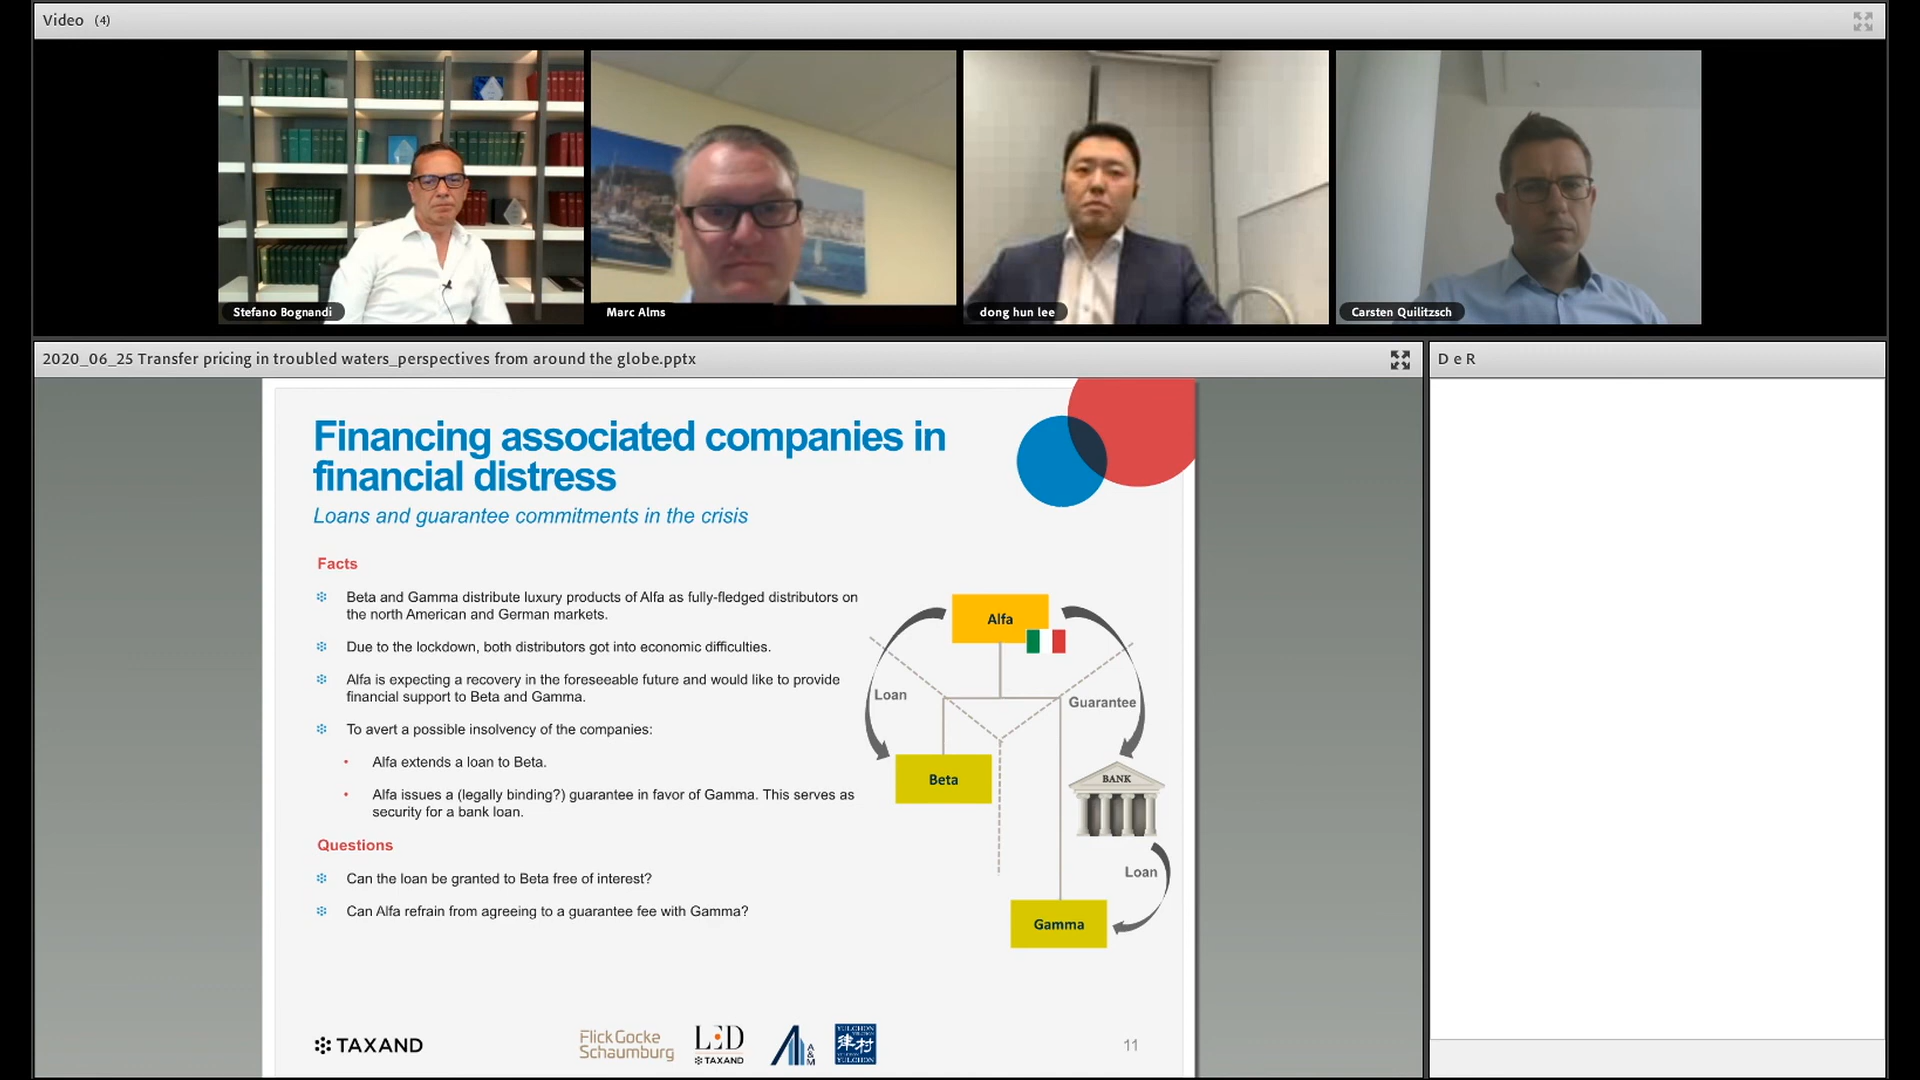 Video (4)
Stefano Bognandi
Marc Alms
dong hun lee
Carsten Quilitzsch
2020_06_25 Transfer pricing in troubled waters_perspectives from around the globe.pptx
D e R
Financing associated companies in
financial distress
Loans and guarantee commitments in the crisis
Facts
Beta and Gamma distribute luxury products of Alfa as fully-fledged distributors on
the north American and German markets.
Due to the lockdown, both distributors got into economic difficulties.
Alfa is expecting a recovery in the foreseeable future and would like to provide
financial support to Beta and Gamma.
To avert a possible insolvency of the companies:
• Alfa extends a loan to Beta.
• Alfa issues a (legally binding?) guarantee in favor of Gamma. This serves as
security for a bank loan.
Questions
Can the loan be granted to Beta free of interest?
Can Alfa refrain from agreeing to a guarantee fee with Gamma?
Alfa
Loan
Guarantee
Beta
BANK
Loan
Gamma
TAXAND
Flick Gocke
Schaumburg
LED
TAXAND
A&M
YULCHON
律村
YULCHON
11